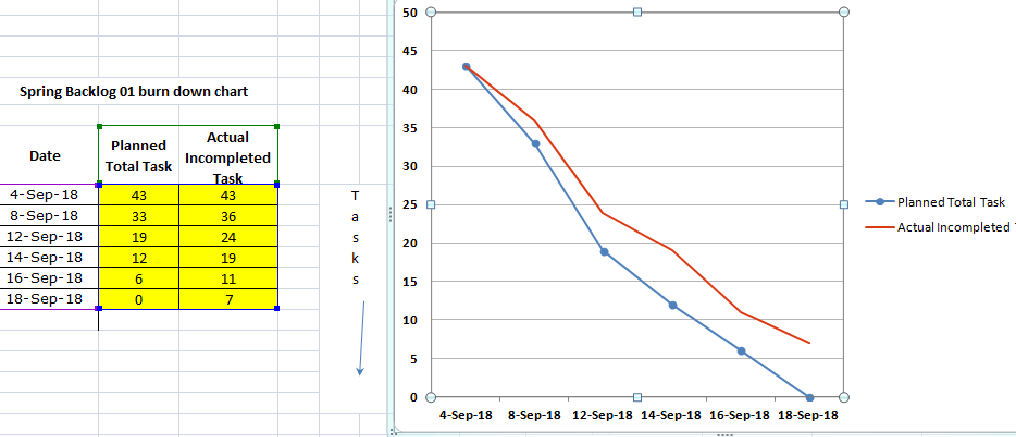 Spring Backlog 01 burn down chart
Date Planned Total Task Actual Incompleted Task
4-Sep-18 43 43
8-Sep-18 33 36
12-Sep-18 19 24
14-Sep-18 12 19
16-Sep-18 6 11
18-Sep-18 0 7
T
a
s
k
s
50
45
40
35
30
25
20
15
10
5
0
4-Sep-18 8-Sep-18 12-Sep-18 14-Sep-18 16-Sep-18 18-Sep-18
Planned Total Task
Actual Incompleted